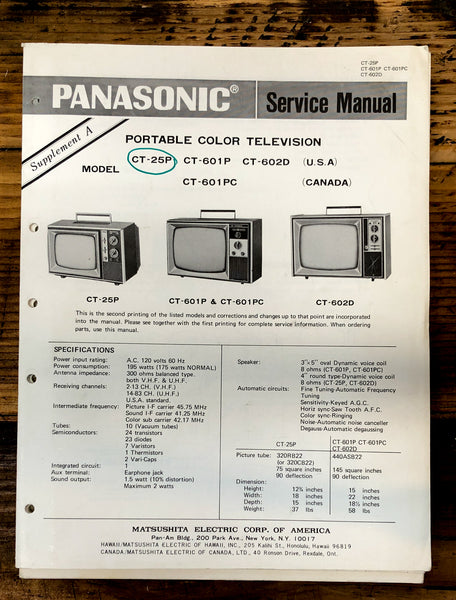 CT-25P
CT-601P CT-601PC
CT-602D
PANASONIC® Service Manual
Supplement A
PORTABLE COLOR TELEVISION
MODEL CT-25P CT-601P CT-602D (U.S.A)
CT-601PC (CANADA)
CT-25P CT-601P & CT-601PC CT-602D
This is the second printing of the listed models and corrections and changes up to that point are incorporated
into the manual. Please see together with the first printing for complete service information. When ordering
parts, use this manual.
SPECIFICATIONS
Power input rating: A.C. 120 volts 60 Hz
Power consumption: 195 watts (175 watts NORMAL)
Antenna impedance: 300 ohms balanced type.
both V.H.F. & U.H.F.
Receiving channels: 2-13 CH. (V.H.F.)
14-83 CH. (U.H.F.)
U.S.A. standard.
Intermediate frequency: Picture I-F carrier 45.75 MHz
Sound I-F carrier 41.25 MHz
Color sub carrier 42.17 MHz
Tubes: 10 (Vacuum tubes)
Semiconductors: 24 transistors
23 diodes
7 Varistors
1 Thermistors
2 Vari-Caps
Integrated circuit: 1
Aux. terminal: Earphone jack
Sound output: 1.5 watt (10% distortion)
Maximum 2 watts
Speaker: 3"×5" oval Dynamic voice coil
8 ohms (CT-601P, CT-601PC)
4" round type-Dynamic voice coil
8 ohms (CT-25P, CT-602D)
Automatic circuits: Fine Tuning-Automatic Frequency
Tuning
Sensitivity-Keyed A.G.C.
Horiz sync-Saw Tooth A.F.C.
Color sync-Ringing
Noise-Automatic noise canceller
Degauss-Automatic degaussing
CT-25P CT-601P CT-601PC
CT-602D
Picture tube: 320RB22 440ASB22
(or 320CB22)
75 square inches 145 square inches
90 deflection 90 deflection
Dimension:
Height: 12¾ inches 15 inches
Width: 18 inches 22 inches
Depth: 15 inches 18½ inches
Weight: 37 lbs 58 lbs
MATSUSHITA ELECTRIC CORP. OF AMERICA
Pan-Am Bldg., 200 Park Ave., New York, N.Y. 10017
HAWAII/MATSUSHITA ELECTRIC OF HAWAII, INC., 205 Kalihi St., Honolulu, Hawaii 96819
CANADA/MATSUSHITA ELECTRIC OF CANADA, LTD., 40 Ronson Drive, Rexdale, Ont.